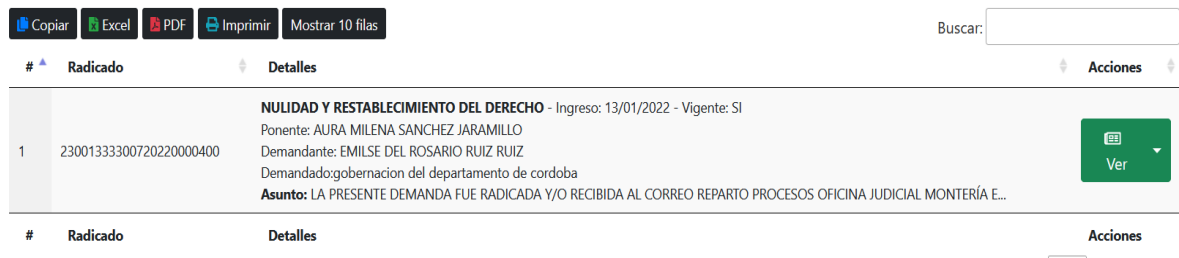 Copiar Excel PDF Imprimir Mostrar 10 filas Buscar:
# Radicado Detalles Acciones
NULIDAD Y RESTABLECIMIENTO DEL DERECHO - Ingreso: 13/01/2022 - Vigente: SI
Ponente: AURA MILENA SANCHEZ JARAMILLO
1 23001333300720220000400 Demandante: EMILSE DEL ROSARIO RUIZ RUIZ Ver
Demandado:gobernacion del departamento de cordoba
Asunto: LA PRESENTE DEMANDA FUE RADICADA Y/O RECIBIDA AL CORREO REPARTO PROCESOS OFICINA JUDICIAL MONTERÍA E...
# Radicado Detalles Acciones